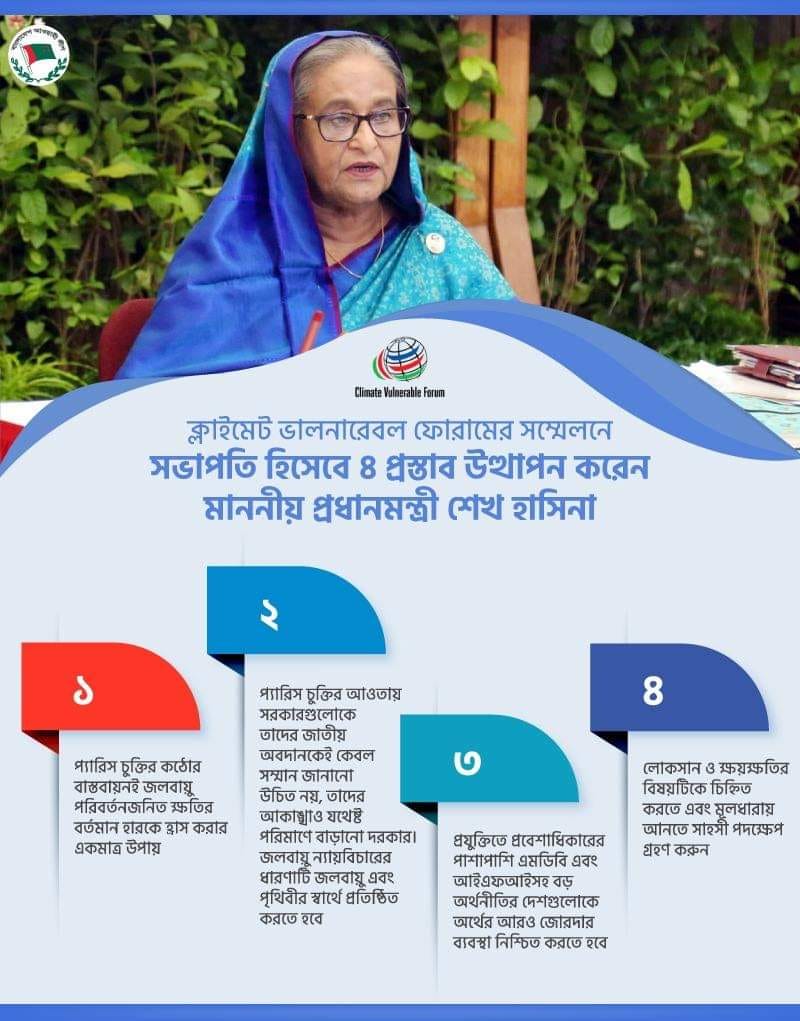 বাংলাদেশ আওয়ামী লীগ
Climate Vulnerable Forum
ক্লাইমেট ভালনারেবল ফোরামের সম্মেলনে
সভাপতি হিসেবে ৪ প্রস্তাব উত্থাপন করেন
মাননীয় প্রধানমন্ত্রী শেখ হাসিনা
১
প্যারিস চুক্তির কঠোর
বাস্তবায়নই জলবায়ু
পরিবর্তনজনিত ক্ষতির
বর্তমান হারকে হ্রাস করার
একমাত্র উপায়
২
প্যারিস চুক্তির আওতায়
সরকারগুলোকে
তাদের জাতীয়
অবদানকেই কেবল
সম্মান জানানো
উচিত নয়, তাদের
আকাঙ্খাও যথেষ্ট
পরিমাণে বাড়ানো দরকার।
জলবায়ু ন্যায়বিচারের
ধারণাটি জলবায়ু এবং
পৃথিবীর স্বার্থে প্রতিষ্ঠিত
করতে হবে
৩
প্রযুক্তিতে প্রবেশাধিকারের
পাশাপাশি এমডিবি এবং
আইএফআইসহ বড়
অর্থনীতির দেশগুলোকে
অর্থের আরও জোরদার
ব্যবস্থা নিশ্চিত করতে হবে
৪
লোকসান ও ক্ষয়ক্ষতির
বিষয়টিকে চিহ্নিত
করতে এবং মূলধারায়
আনতে সাহসী পদক্ষেপ
গ্রহণ করুন